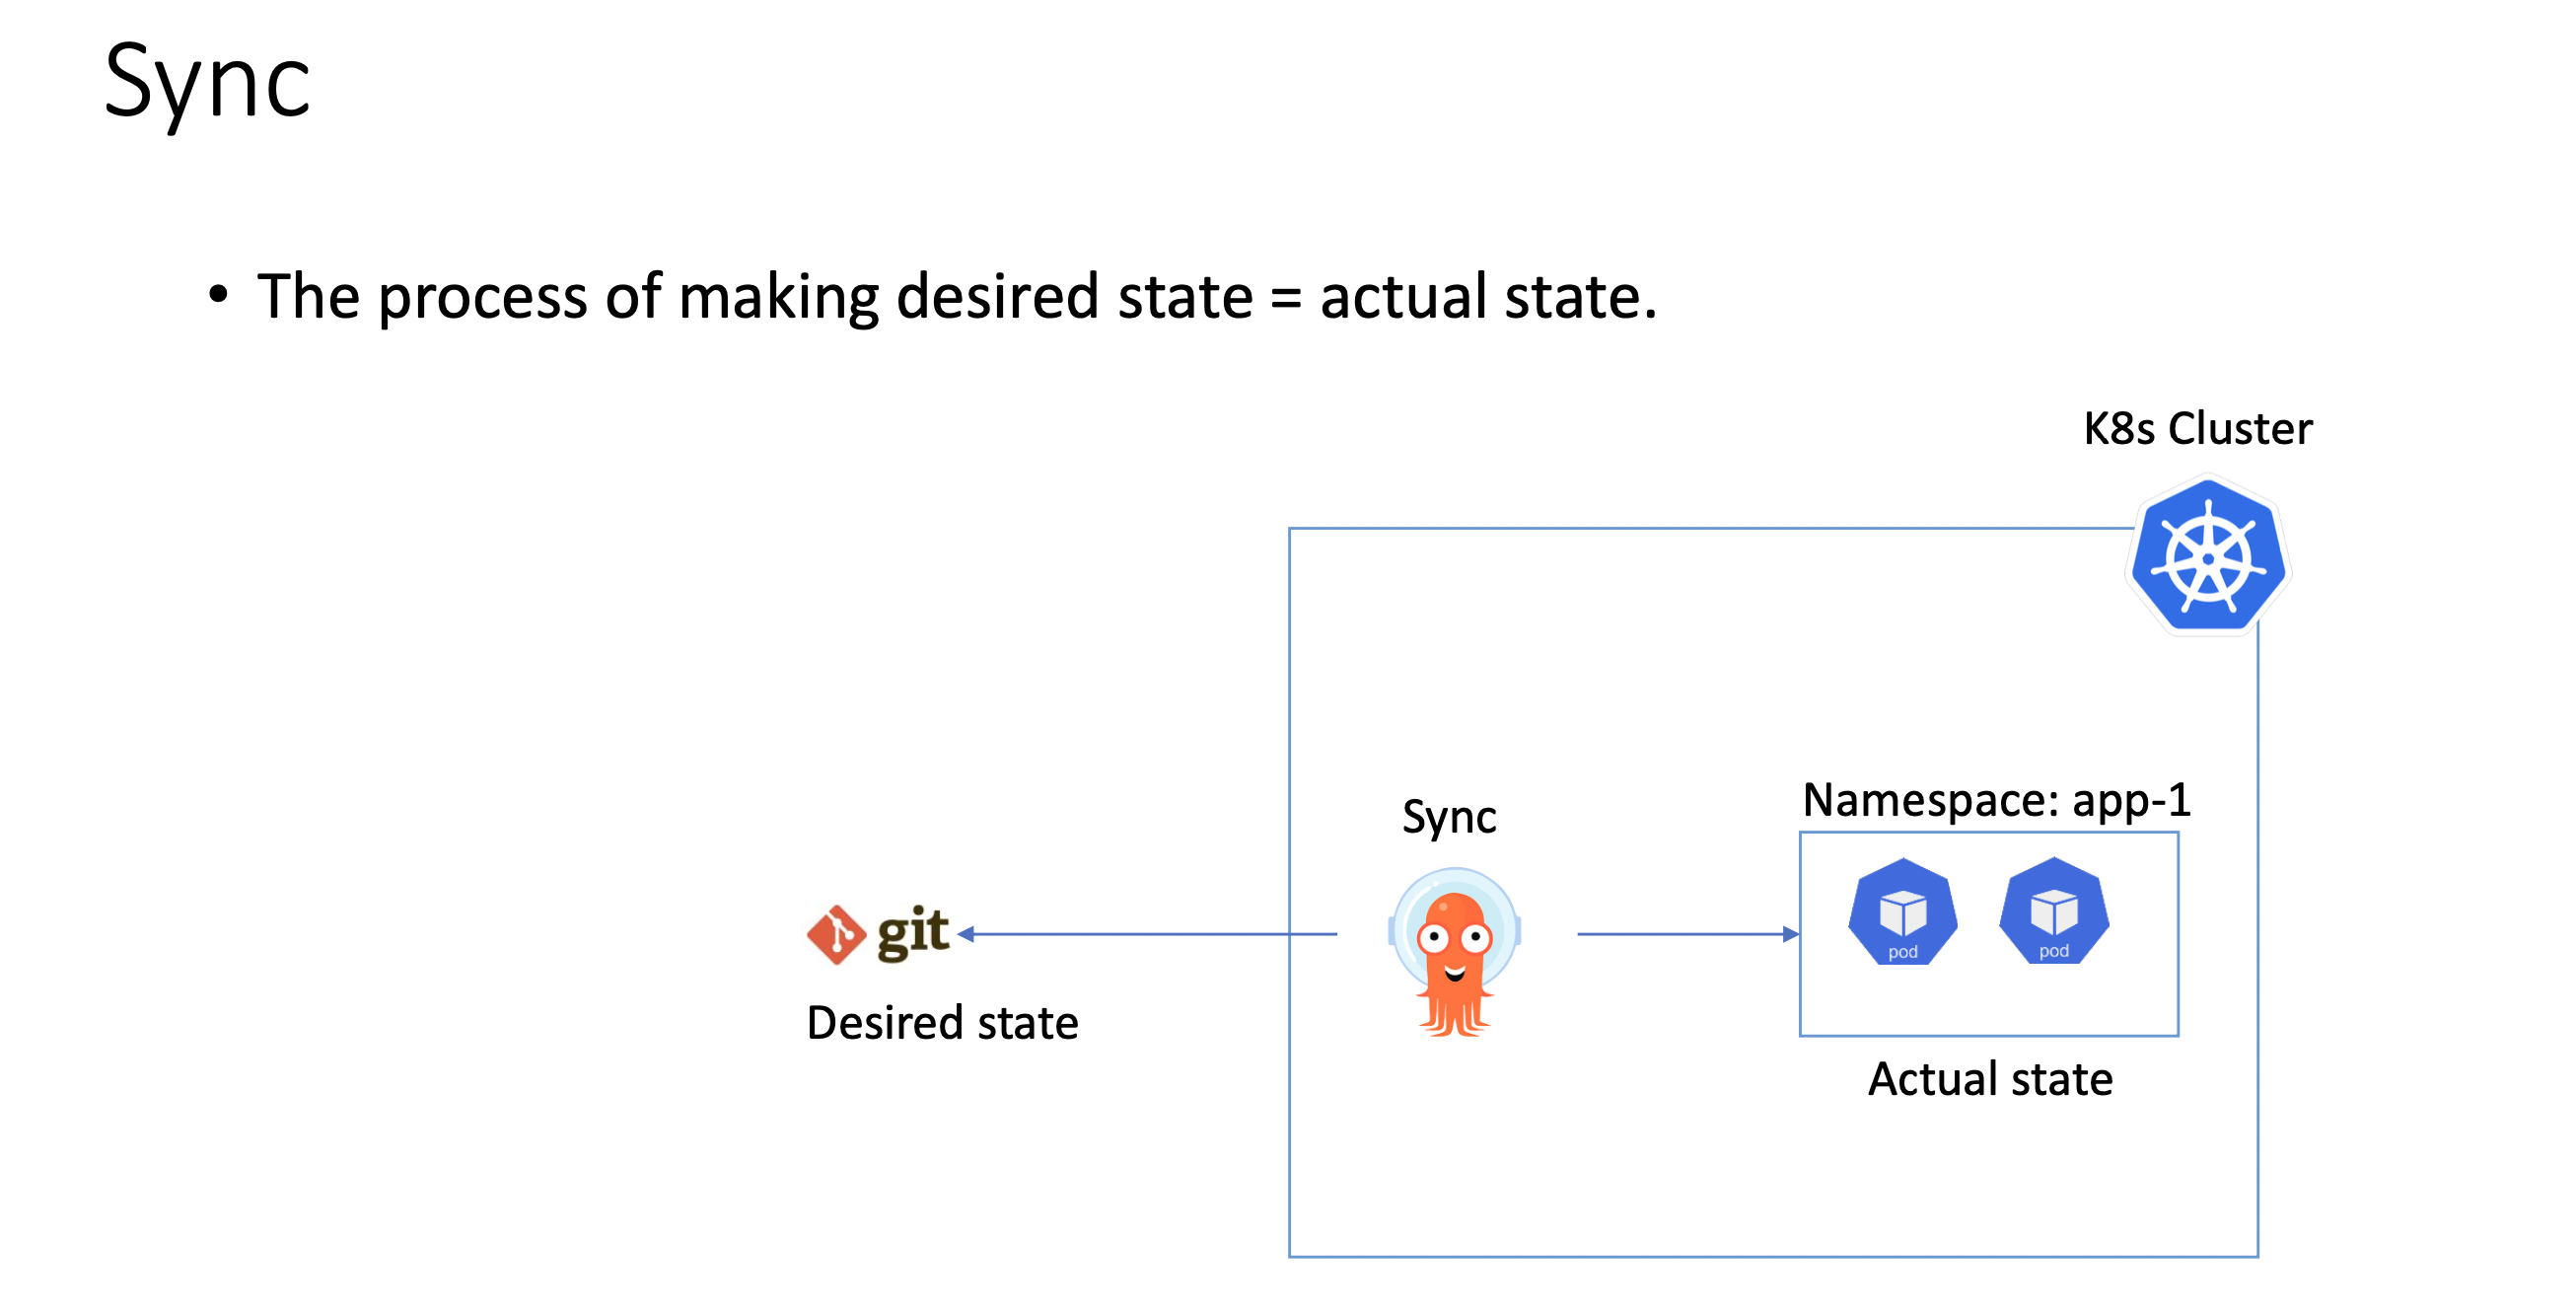 Sync
• The process of making desired state = actual state.
K8s Cluster
Namespace: app-1
Sync
pod
pod
git
Desired state
Actual state